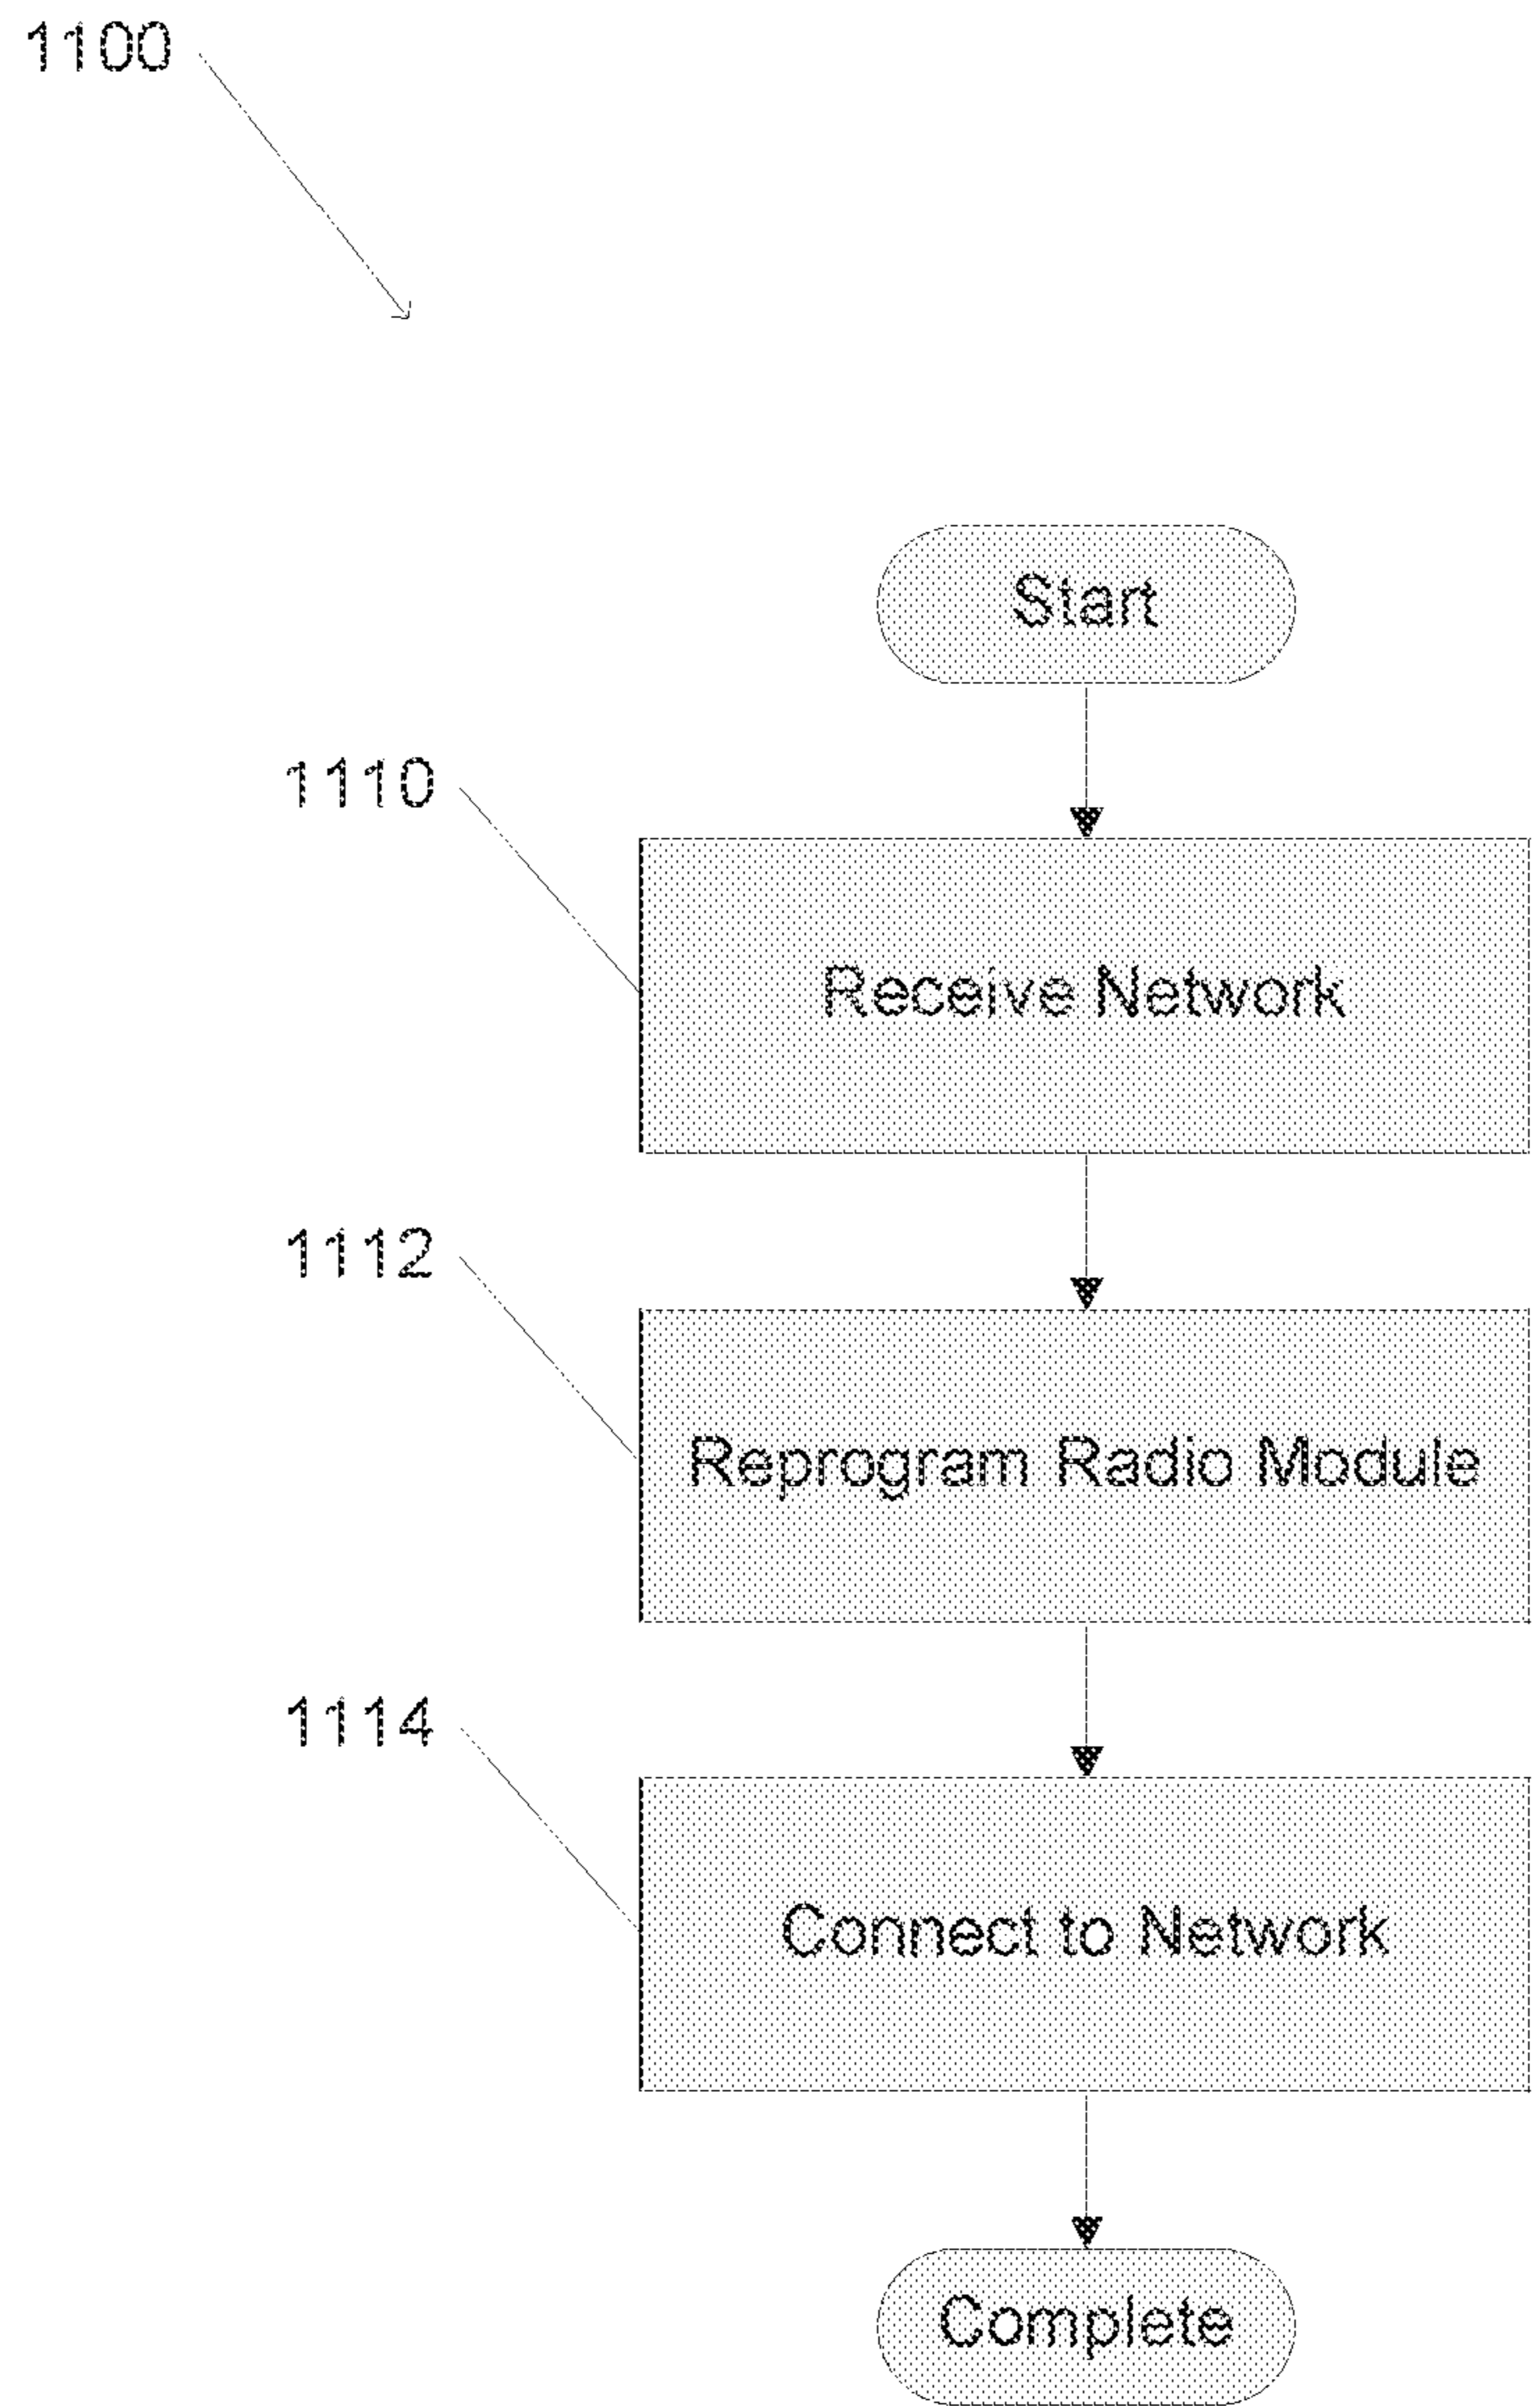 1100
Start
1110
Receive Network
1112
Reprogram Radio Module
1114
Connect to Network
Complete